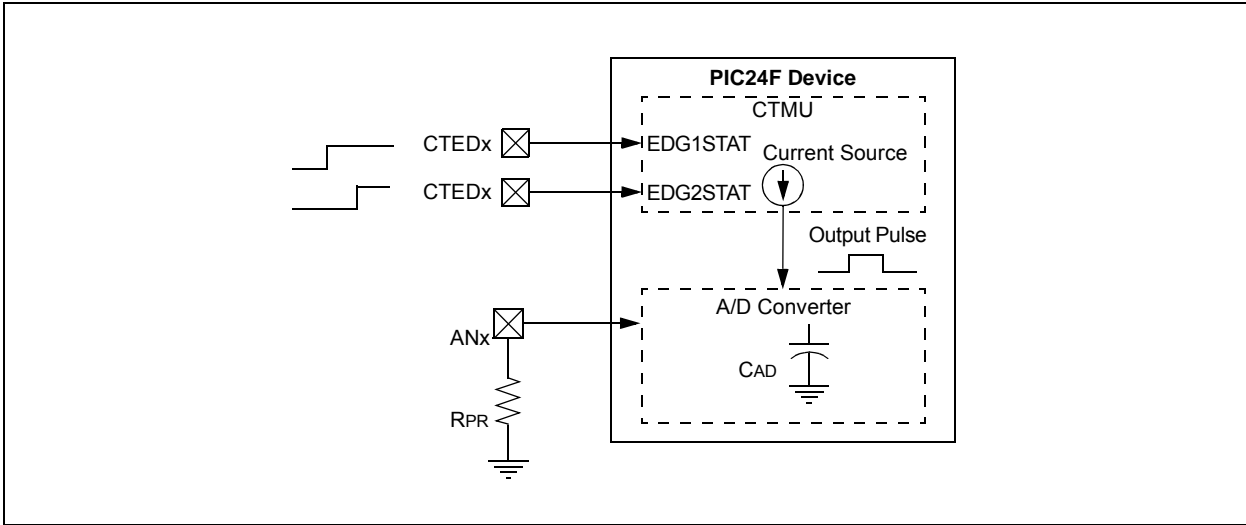 PIC24F Device
CTMU
CTEDx
EDG1STAT
Current Source
CTEDx
EDG2STAT
Output Pulse
A/D Converter
ANx
CAD
RPR